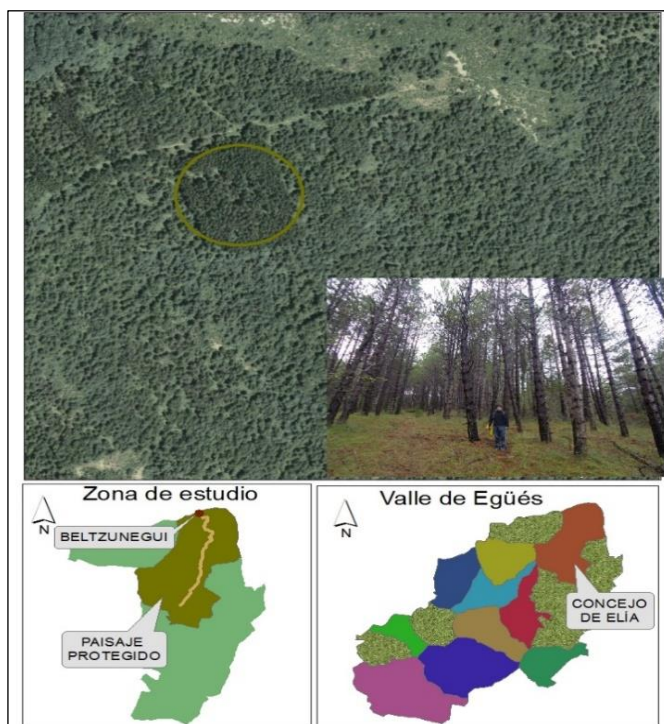 Zona de estudio
N
BELTZUNEGUI
PAISAJE
PROTEGIDO
Valle de Egüés
N
CONCEJO
DE ELÍA